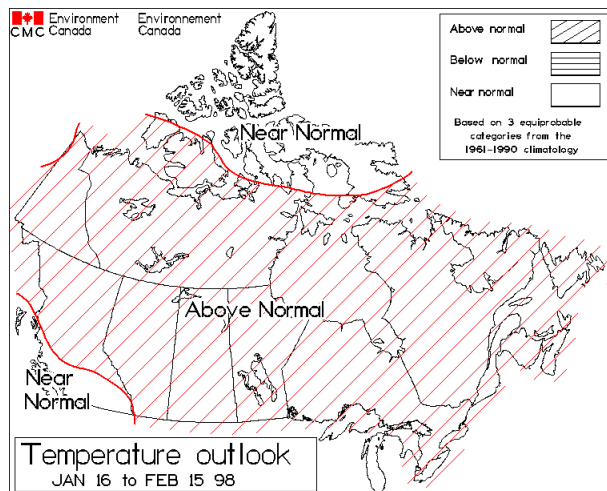 Environment Environnement
CMC Canada Canada
Above normal
Below normal
Near normal
Based on 3 equiprobable
categories from the
1961-1990 climatology
Near Normal
Above Normal
Near
Normal
Temperature outlook
JAN 16 to FEB 15 98